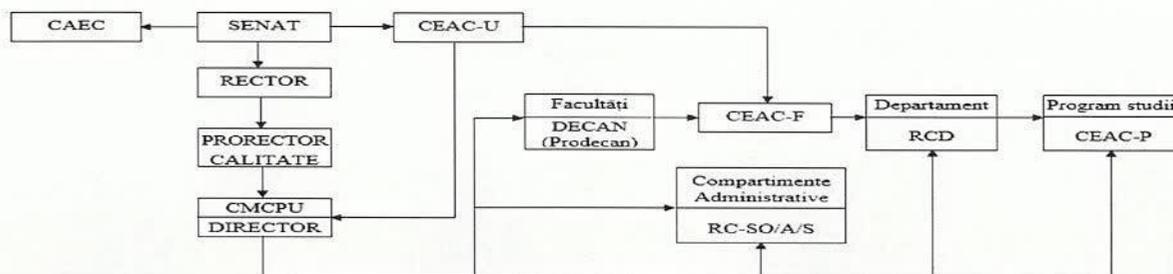 CAEC
SENAT
CEAC-U
RECTOR
PRORECTOR
CALITATE
CMCPU
DIRECTOR
Facultăți
DECAN
(Prodecan)
CEAC-F
Departament
RCD
Program studii
CEAC-P
Compartimente
Administrative
RC-SO/A/S